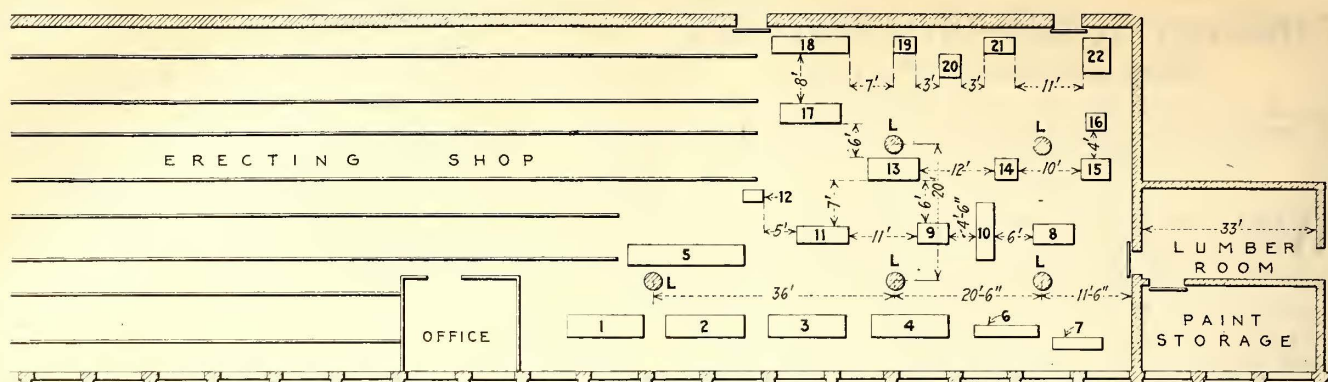 18 19 20 21 22
8' 7' 3' 3' 11'
17 16
6' L L 4'
ERECTING SHOP
13 12' 14 10' 15
20'
12 7' 6' 4'-6"
5' 11 11' 9 10 6' 8
33'
LUMBER
ROOM
5
L L L
36' 20'-6" 11'-6"
OFFICE
1 2 3 4 6 7
PAINT
STORAGE